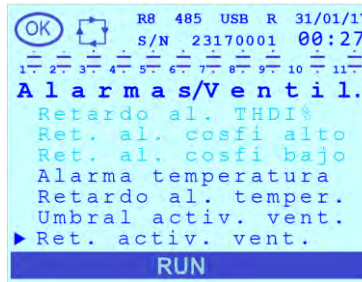 OK R8 485 USB R 31/01/17
S/N 23170001 00:27
1 2 3 4 5 6 7 8 9 10 11
Alarmas/Ventil.
Retardo al. THDI%
Ret. al. cosfi alto
Ret. al. cosfi bajo
Alarma temperatura
Retardo al. temper.
Umbral activ. vent.
Ret. activ. vent.
RUN